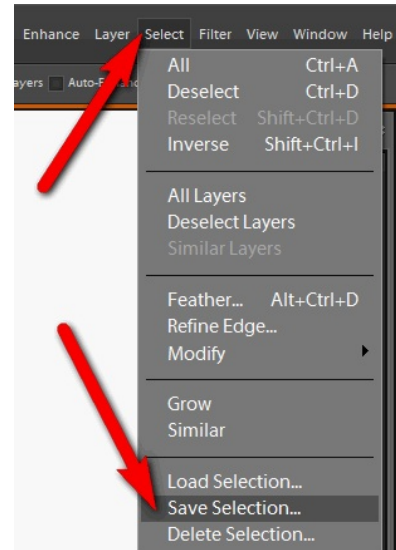 Enhance Layer Select Filter View Window Help
ayers Auto-
All Ctrl+A
Deselect Ctrl+D
Reselect Shift+Ctrl+D
Inverse Shift+Ctrl+I
All Layers
Deselect Layers
Similar Layers
Feather... Alt+Ctrl+D
Refine Edge...
Modify
Grow
Similar
Load Selection...
Save Selection...
Delete Selection...